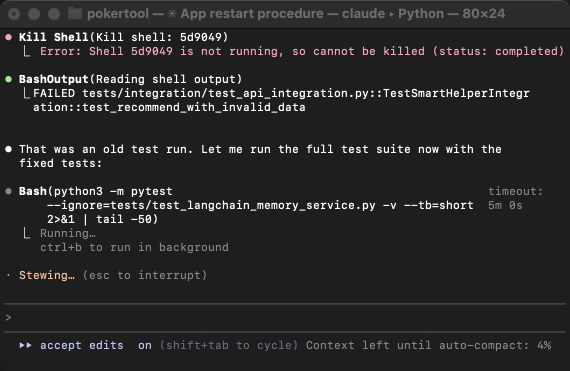 pokertool — ✳ App restart procedure — claude ▸ Python — 80×24
● Kill Shell(Kill shell: 5d9049)
⎿ Error: Shell 5d9049 is not running, so cannot be killed (status: completed)
● BashOutput(Reading shell output)
⎿ FAILED tests/integration/test_api_integration.py::TestSmartHelperIntegr
ation::test_recommend_with_invalid_data
● That was an old test run. Let me run the full test suite now with the
fixed tests:
● Bash(python3 -m pytest timeout:
--ignore=tests/test_langchain_memory_service.py -v --tb=short 5m 0s
2>&1 | tail -50)
⎿ Running…
ctrl+b to run in background
· Stewing… (esc to interrupt)
>
⏵⏵ accept edits on (shift+tab to cycle) Context left until auto-compact: 4%